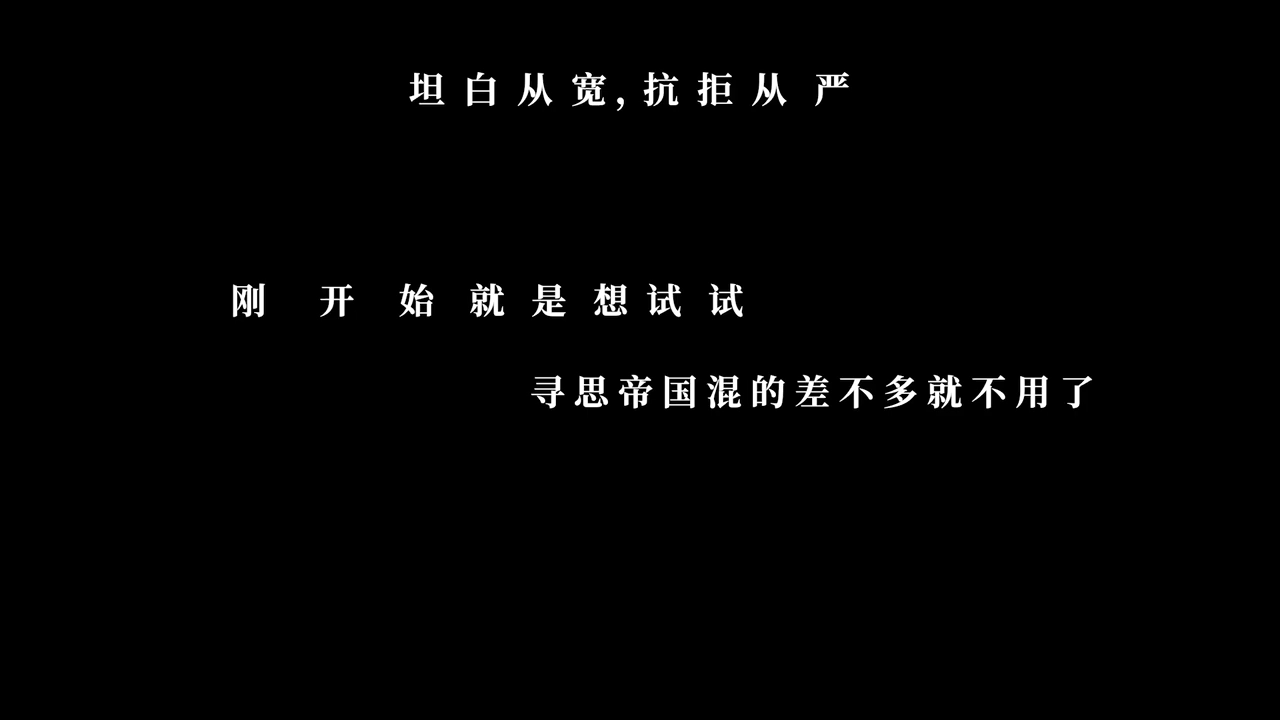 坦白从宽,抗拒从严
刚开始就是想试试
寻思帝国混的差不多就不用了